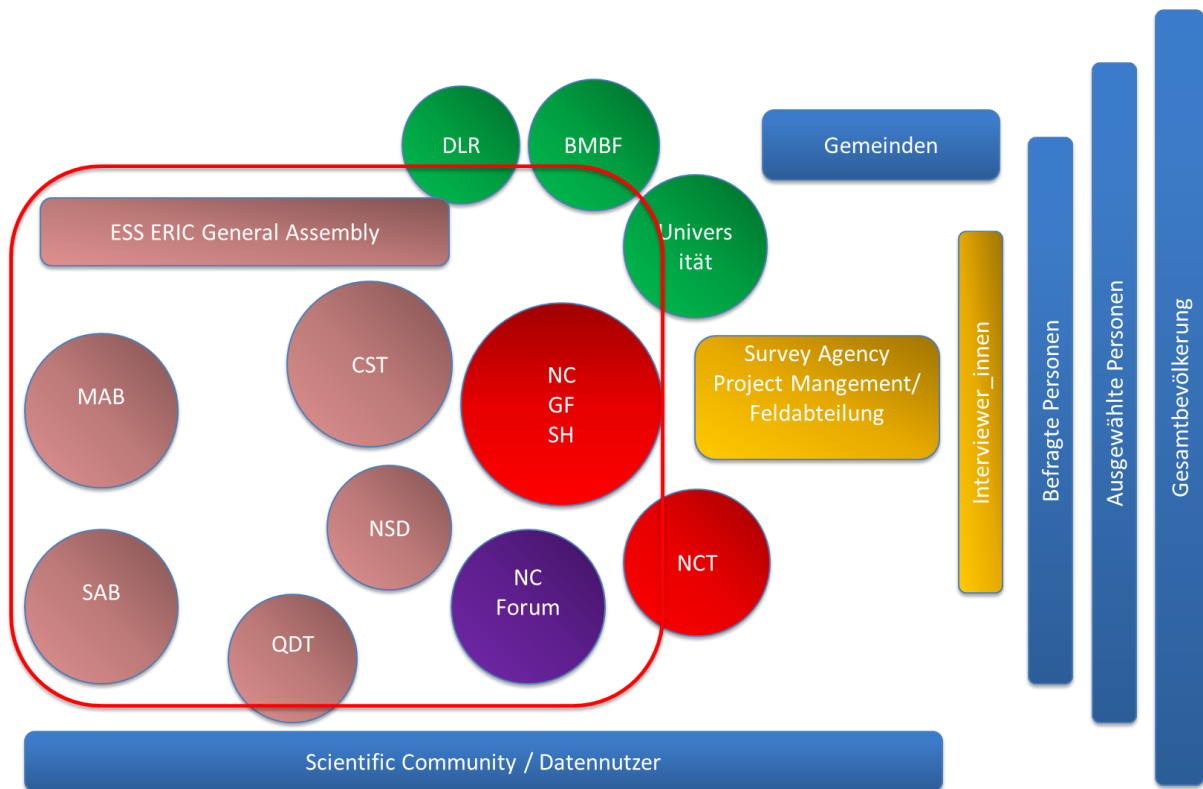 DLR
BMBF
Gemeinden
ESS ERIC General Assembly
Univers
ität
MAB
CST
NC
GF
SH
Survey Agency
Project Mangement/
Feldabteilung
Interviewer_innen
Befragte Personen
Ausgewählte Personen
Gesamtbevölkerung
NSD
SAB
QDT
NC
Forum
NCT
Scientific Community / Datennutzer